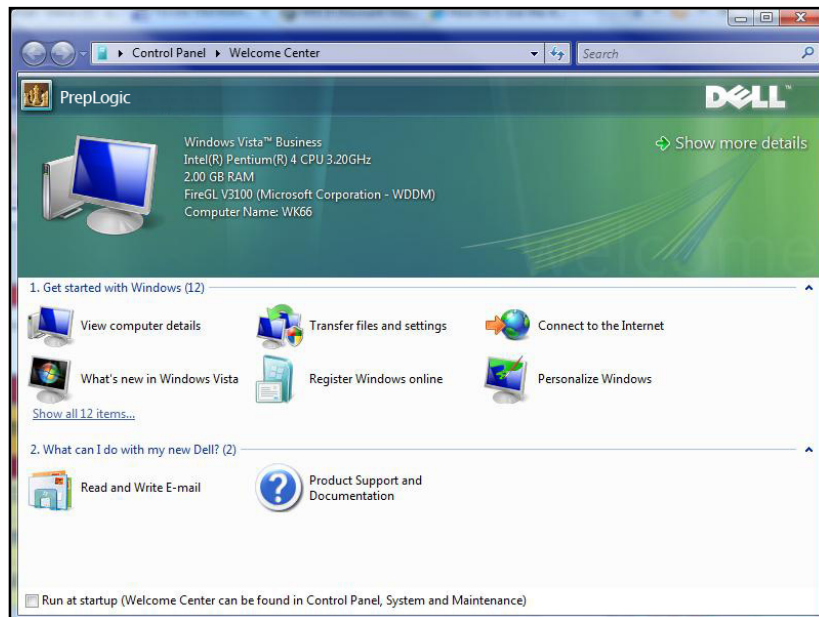 Control Panel ▸ Welcome Center
Search
PrepLogic
DELL™
Windows Vista™ Business
Intel(R) Pentium(R) 4 CPU 3.20GHz
2.00 GB RAM
FireGL V3100 (Microsoft Corporation - WDDM)
Computer Name: WK66
Show more details
welcome
1. Get started with Windows (12)
View computer details
Transfer files and settings
Connect to the Internet
What's new in Windows Vista
Register Windows online
Personalize Windows
Show all 12 items...
2. What can I do with my new Dell? (2)
Read and Write E-mail
Product Support and
Documentation
Run at startup (Welcome Center can be found in Control Panel, System and Maintenance)